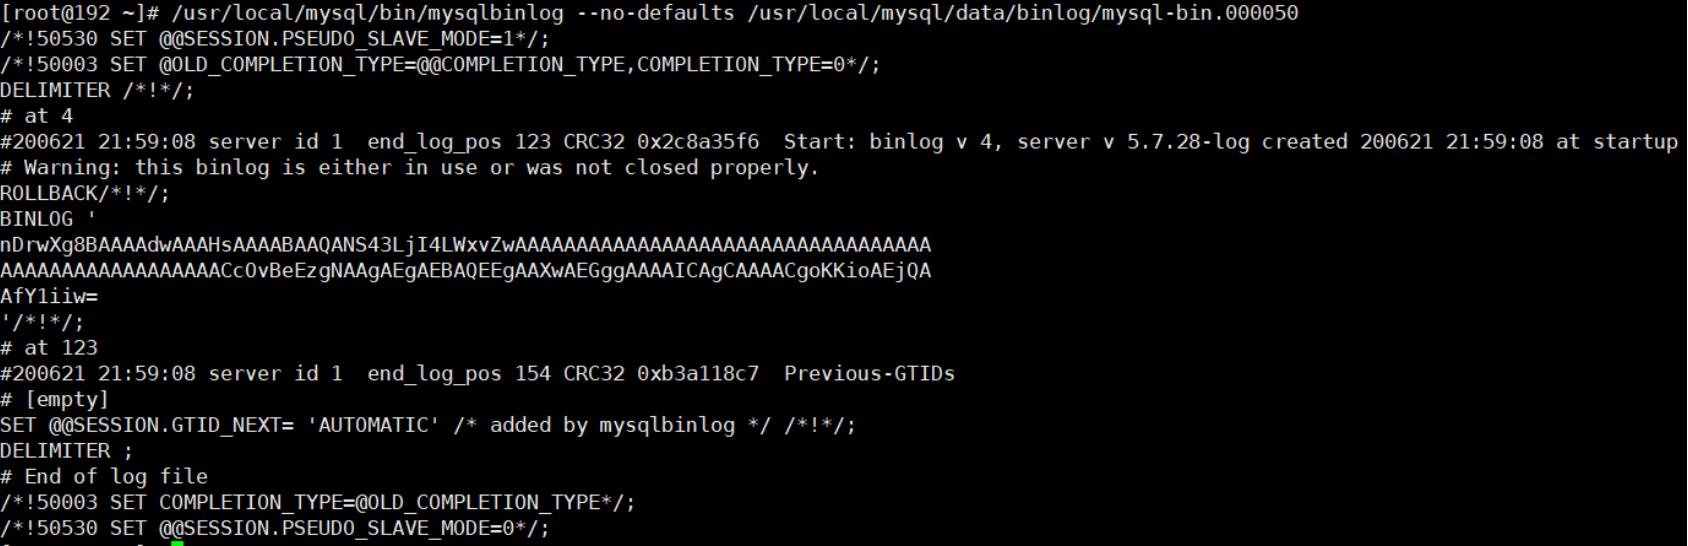 [root@192 ~]# /usr/local/mysql/bin/mysqlbinlog --no-defaults /usr/local/mysql/data/binlog/mysql-bin.000050
/*!50530 SET @@SESSION.PSEUDO_SLAVE_MODE=1*/;
/*!50003 SET @OLD_COMPLETION_TYPE=@@COMPLETION_TYPE,COMPLETION_TYPE=0*/;
DELIMITER /*!*/;
# at 4
#200621 21:59:08 server id 1  end_log_pos 123 CRC32 0x2c8a35f6  Start: binlog v 4, server v 5.7.28-log created 200621 21:59:08 at startup
# Warning: this binlog is either in use or was not closed properly.
ROLLBACK/*!*/;
BINLOG '
nDrwXg8BAAAAdwAAAHsAAAABAAQANS43LjI4LWxvZwAAAAAAAAAAAAAAAAAAAAAAAAAAAAAAAAAA
AAAAAAAAAAAAAAAAAACcOvBeEzgNAAgAEgAEBAQEEgAAXwAEGggAAAAICAgCAAAACgoKKioAEjQA
AfY1iiw=
'/*!*/;
# at 123
#200621 21:59:08 server id 1  end_log_pos 154 CRC32 0xb3a118c7  Previous-GTIDs
# [empty]
SET @@SESSION.GTID_NEXT= 'AUTOMATIC' /* added by mysqlbinlog */ /*!*/;
DELIMITER ;
# End of log file
/*!50003 SET COMPLETION_TYPE=@OLD_COMPLETION_TYPE*/;
/*!50530 SET @@SESSION.PSEUDO_SLAVE_MODE=0*/;